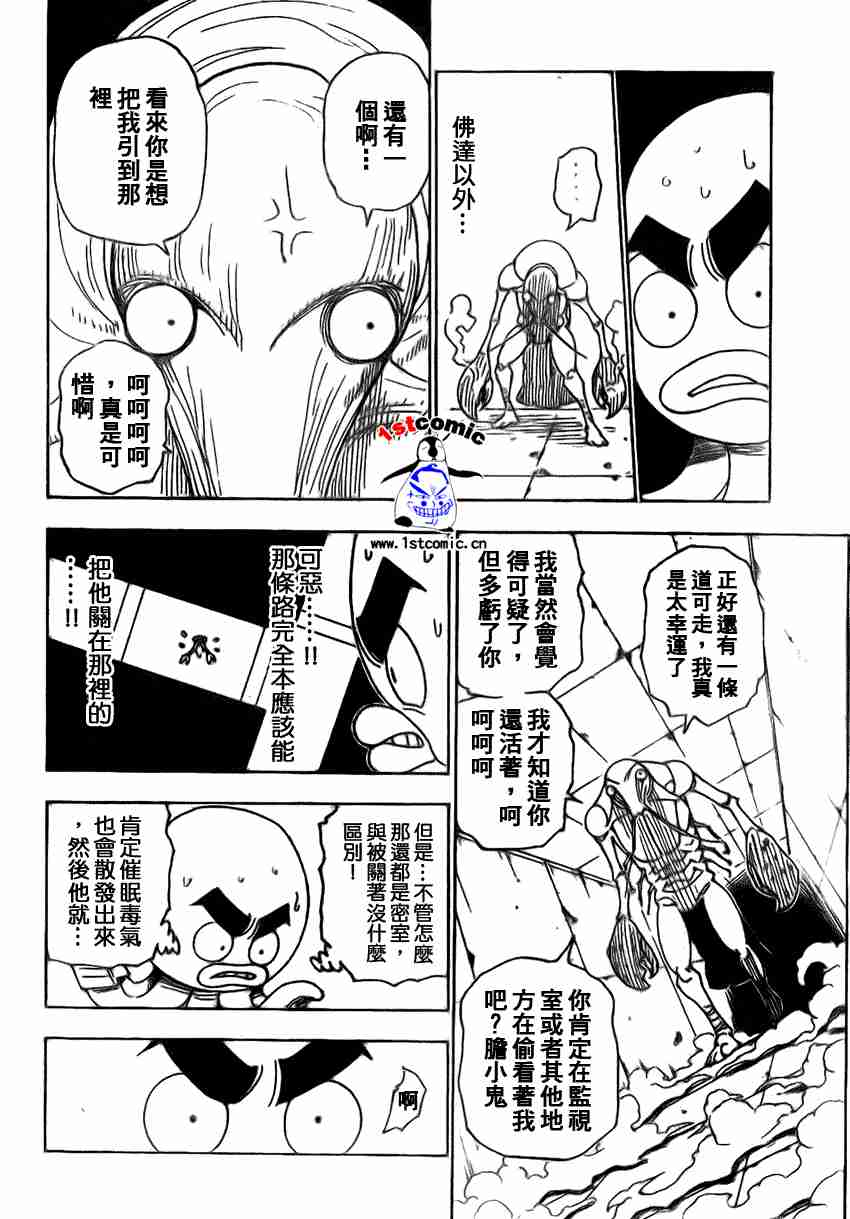 ……
佛達以外…
還有一
個啊…
看來你是想
把我引到那
裡
呵呵呵呵
，真是可
惜啊
1stcomic
www.1stcomic.cn
正好還有一條
道可走，我真
是太幸運了
我當然會覺
得可疑了，
但多虧了你
我才知道你
還活著，呵
呵呵呵
你肯定在監視
室或者其他地
方在偷看著我
吧？膽小鬼
可惡……!!
那條路完全本應該能
把他關在那裡的
……!!
但是…不管怎麼
那還都是密室，
與被關著沒什麼
區別！
肯定催眠毒氣
也會散發出來
，然後他就…
啊